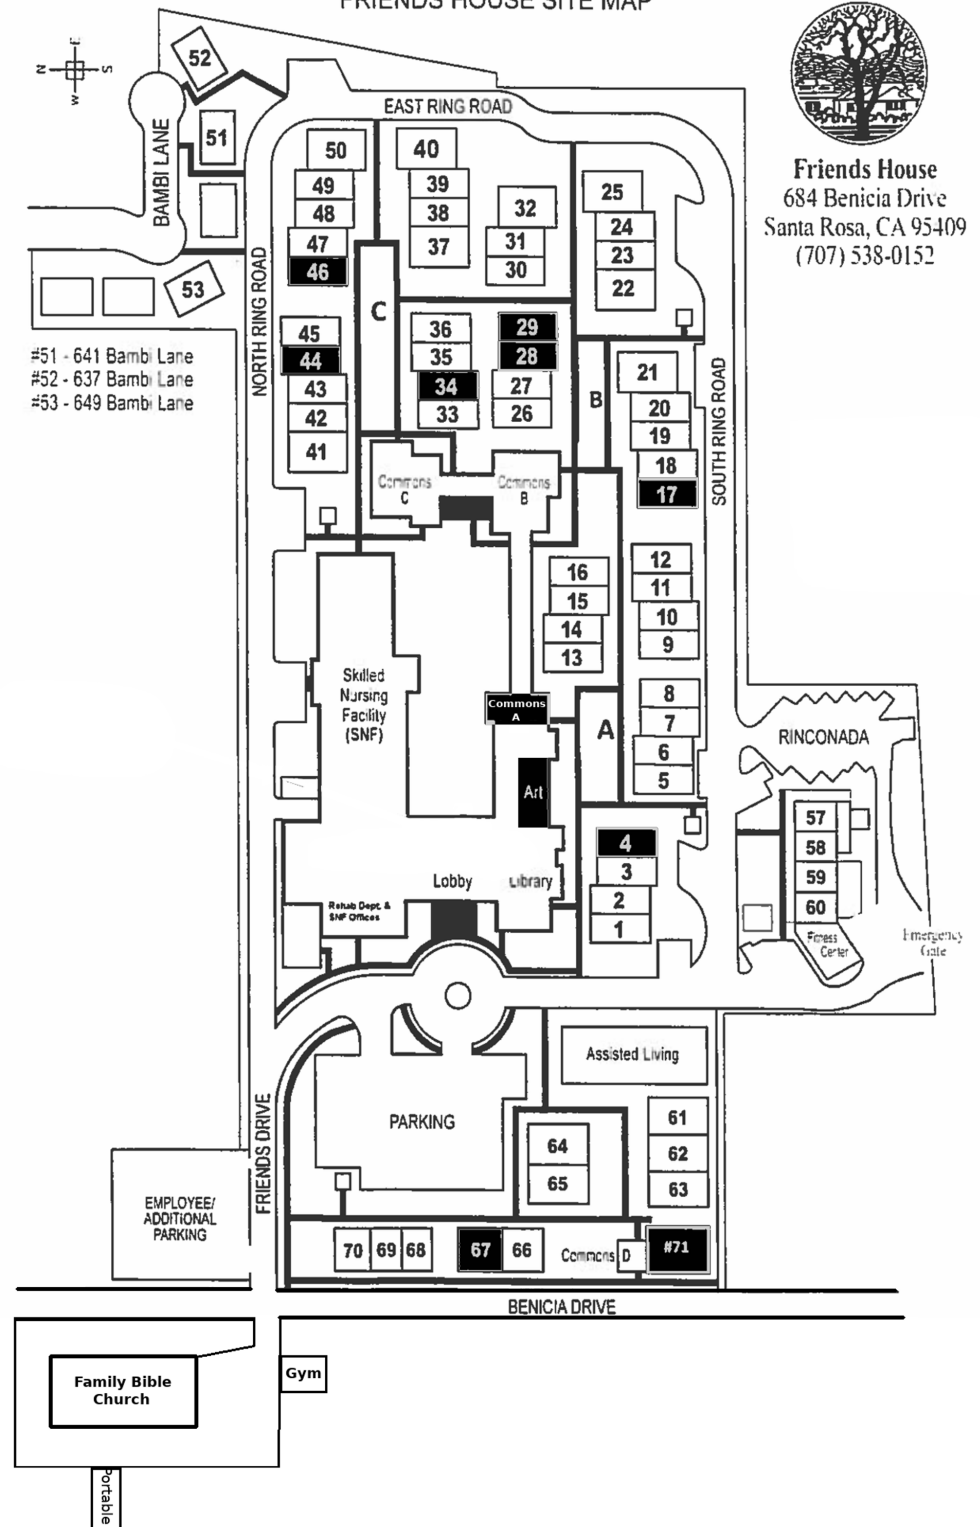 FRIENDS HOUSE SITE MAP
E
N
S
W
52
51
BAMBI LANE
53
#51 - 641 Bambi Lane
#52 - 637 Bambi Lane
#53 - 649 Bambi Lane
EAST RING ROAD
NORTH RING ROAD
SOUTH RING ROAD
Friends House
684 Benicia Drive
Santa Rosa, CA 95409
(707) 538-0152
50
49
48
47
46
45
44
43
42
41
40
39
38
37
32
31
30
C
36
35
34
33
29
28
27
26
25
24
23
22
B
21
20
19
18
17
Commons
C
Commons
B
16
15
14
13
12
11
10
9
8
7
6
5
A
Skilled
Nursing
Facility
(SNF)
Commons
A
Art
4
3
2
1
Lobby
Library
Rehab Dept. &
SNF Offices
RINCONADA
57
58
59
60
Fitness
Center
Emergency
Gate
Assisted Living
PARKING
61
62
63
64
65
FRIENDS DRIVE
EMPLOYEE/
ADDITIONAL
PARKING
70
69
68
67
66
Commons D
#71
BENICIA DRIVE
Family Bible
Church
Gym
Portable